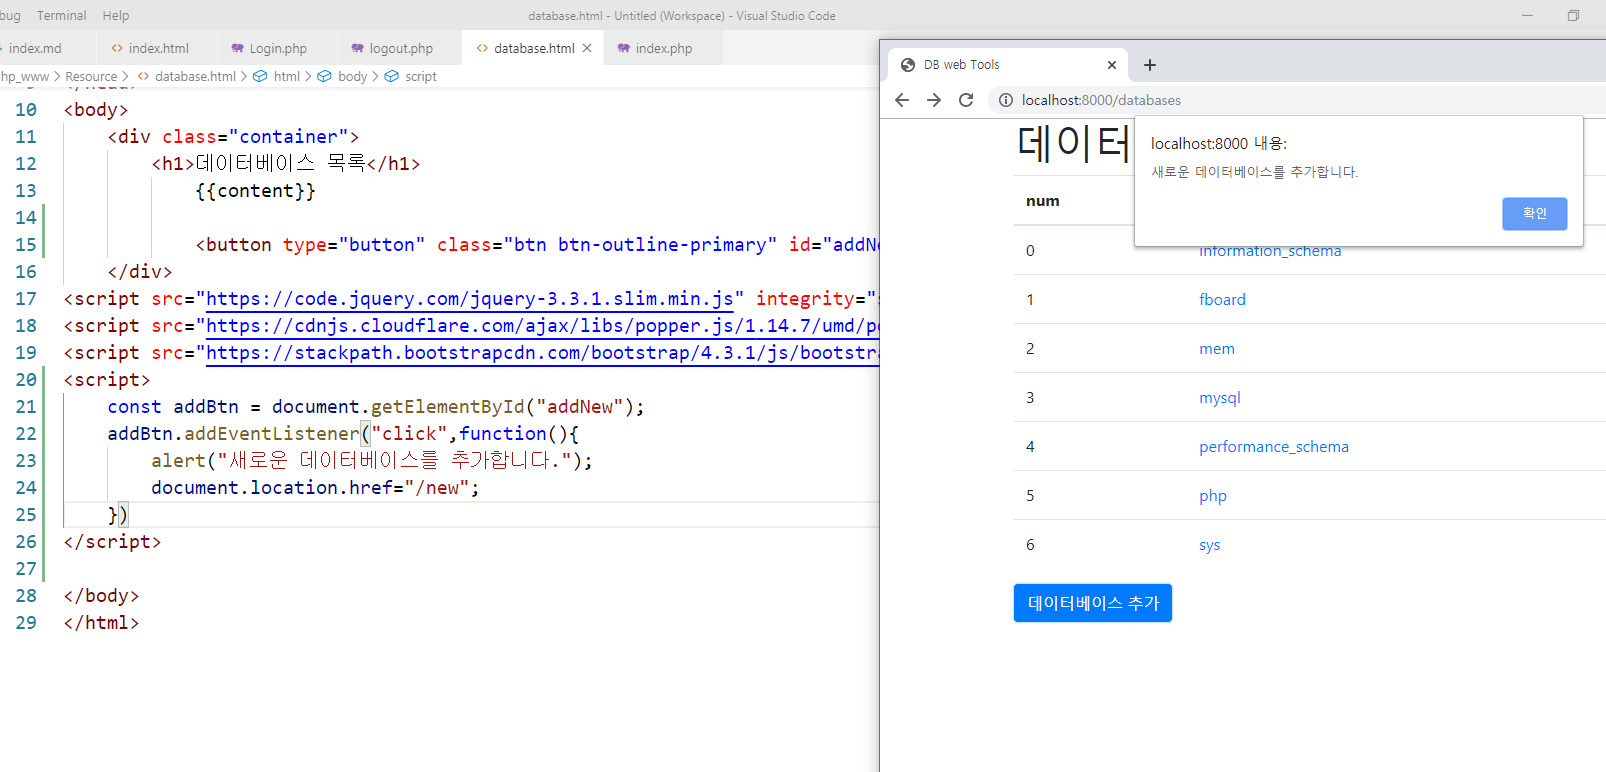 bug Terminal Help
database.html - Untitled (Workspace) - Visual Studio Code
index.md index.html Login.php logout.php database.html index.php
hp_www > Resource > database.html > html > body > script
10 <body>
11 <div class="container">
12 <h1>데이터베이스 목록</h1>
13 {{content}}
14
15 <button type="button" class="btn btn-outline-primary" id="addNe
16 </div>
17 <script src="https://code.jquery.com/jquery-3.3.1.slim.min.js" integrity="s
18 <script src="https://cdnjs.cloudflare.com/ajax/libs/popper.js/1.14.7/umd/po
19 <script src="https://stackpath.bootstrapcdn.com/bootstrap/4.3.1/js/bootstra
20 <script>
21 const addBtn = document.getElementById("addNew");
22 addBtn.addEventListener("click",function(){
23 alert("새로운 데이터베이스를 추가합니다.");
24 document.location.href="/new";
25 })
26 </script>
27
28 </body>
29 </html>
DB web Tools
localhost:8000/databases
데이터
localhost:8000 내용:
새로운 데이터베이스를 추가합니다.
확인
num
0 information_schema
1 fboard
2 mem
3 mysql
4 performance_schema
5 php
6 sys
데이터베이스 추가